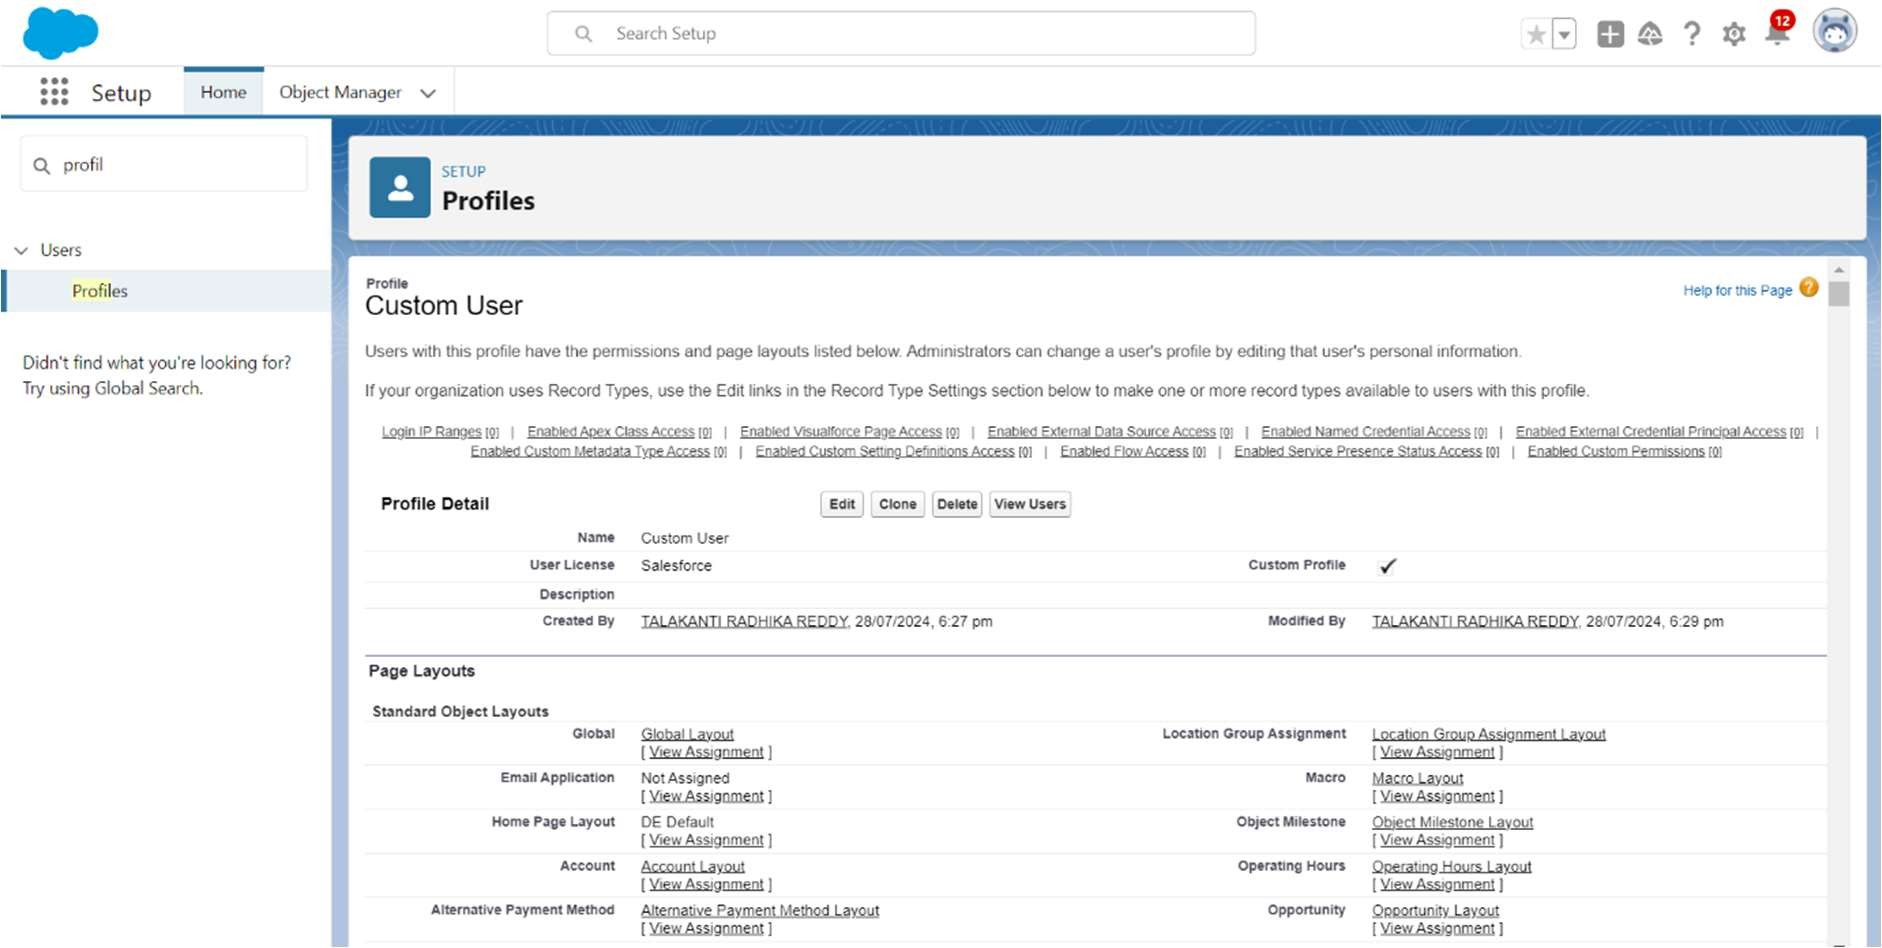 Search Setup
12
Setup
Home
Object Manager
profil
Users
Profiles
Didn't find what you're looking for?
Try using Global Search.
SETUP
Profiles
Profile
Custom User
Help for this Page ?
Users with this profile have the permissions and page layouts listed below. Administrators can change a user's profile by editing that user's personal information.
If your organization uses Record Types, use the Edit links in the Record Type Settings section below to make one or more record types available to users with this profile.
Login IP Ranges [0] | Enabled Apex Class Access [0] | Enabled Visualforce Page Access [0] | Enabled External Data Source Access [0] | Enabled Named Credential Access [0] | Enabled External Credential Principal Access [0] |
Enabled Custom Metadata Type Access [0] | Enabled Custom Setting Definitions Access [0] | Enabled Flow Access [0] | Enabled Service Presence Status Access [0] | Enabled Custom Permissions [0]
Profile Detail Edit Clone Delete View Users
Name Custom User
User License Salesforce Custom Profile ✓
Description
Created By TALAKANTI RADHIKA REDDY, 28/07/2024, 6:27 pm Modified By TALAKANTI RADHIKA REDDY, 28/07/2024, 6:29 pm
Page Layouts
Standard Object Layouts
Global Global Layout Location Group Assignment Location Group Assignment Layout
[ View Assignment ] [ View Assignment ]
Email Application Not Assigned Macro Macro Layout
[ View Assignment ] [ View Assignment ]
Home Page Layout DE Default Object Milestone Object Milestone Layout
[ View Assignment ] [ View Assignment ]
Account Account Layout Operating Hours Operating Hours Layout
[ View Assignment ] [ View Assignment ]
Alternative Payment Method Alternative Payment Method Layout Opportunity Opportunity Layout
[ View Assignment ] [ View Assignment ]